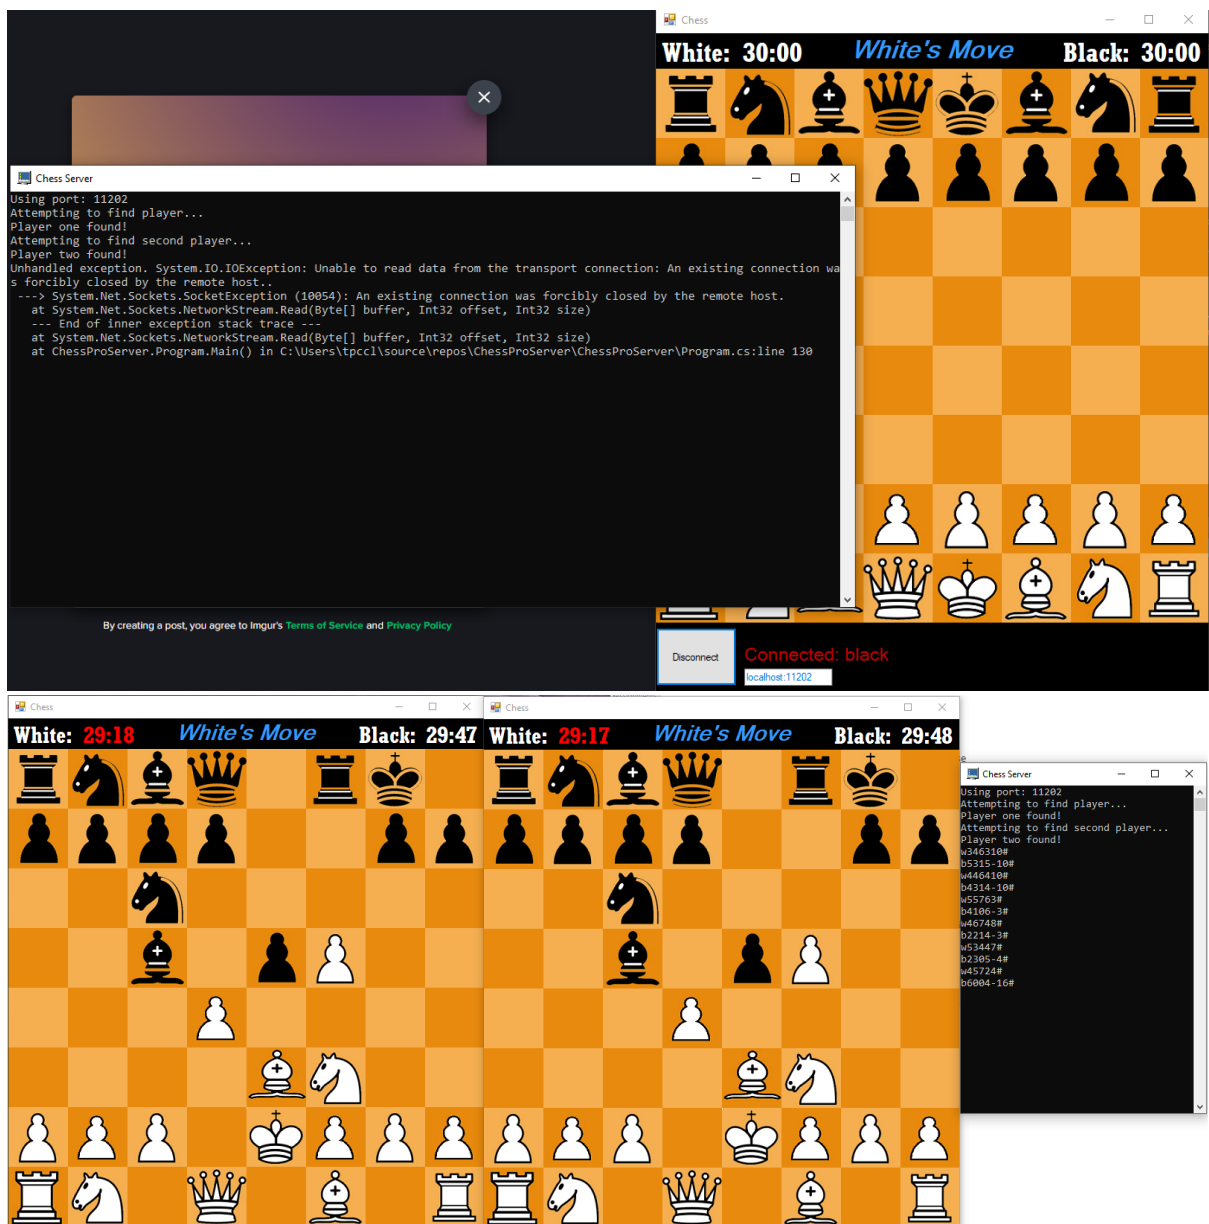 Chess
White: 30:00 White's Move Black: 30:00
Chess Server
Using port: 11202
Attempting to find player...
Player one found!
Attempting to find second player...
Player two found!
Unhandled exception. System.IO.IOException: Unable to read data from the transport connection: An existing connection wa
s forcibly closed by the remote host..
---> System.Net.Sockets.SocketException (10054): An existing connection was forcibly closed by the remote host.
at System.Net.Sockets.NetworkStream.Read(Byte[] buffer, Int32 offset, Int32 size)
--- End of inner exception stack trace ---
at System.Net.Sockets.NetworkStream.Read(Byte[] buffer, Int32 offset, Int32 size)
at ChessProServer.Program.Main() in C:\Users\tpccl\source\repos\ChessProServer\ChessProServer\Program.cs:line 130
By creating a post, you agree to Imgur's Terms of Service and Privacy Policy
Disconnect
Connected: black
localhost:11202
Chess
White: 29:18 White's Move Black: 29:47
Chess
White: 29:17 White's Move Black: 29:48
e
Chess Server
Using port: 11202
Attempting to find player...
Player one found!
Attempting to find second player...
Player two found!
w346310#
b5315-10#
w446410#
b4314-10#
w55763#
b4106-3#
w46748#
b2214-3#
w53447#
b2305-4#
w45724#
b6004-16#